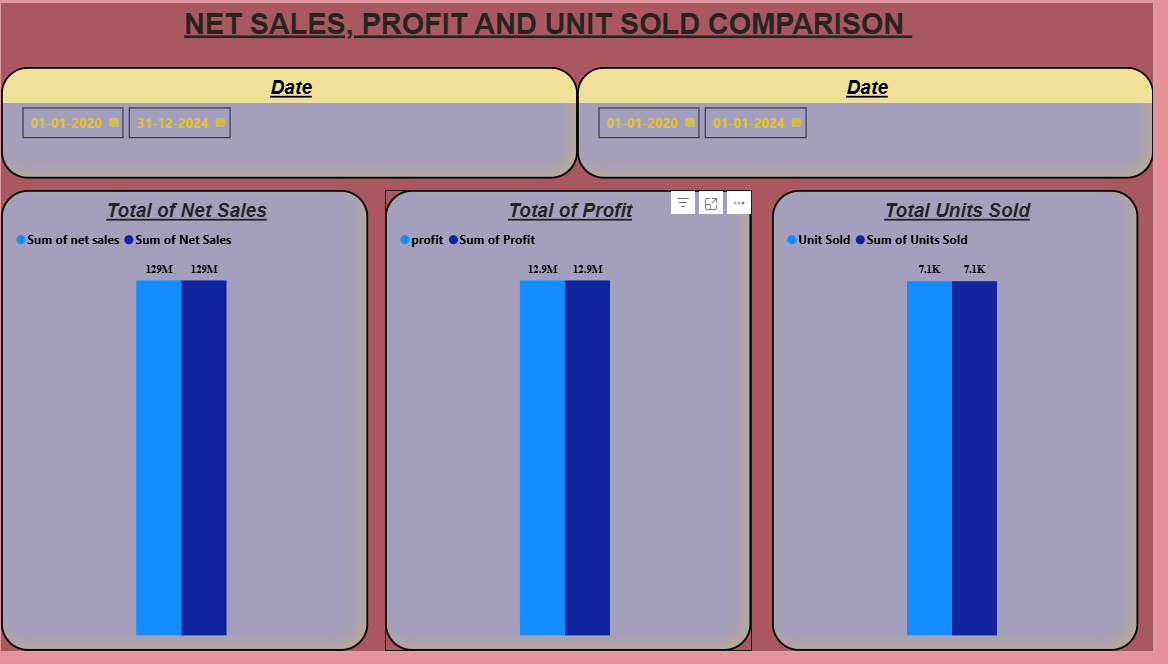 NET SALES, PROFIT AND UNIT SOLD COMPARISON
Date
01-01-2020 31-12-2024
Date
01-01-2020 01-01-2024
Total of Net Sales
Sum of net sales Sum of Net Sales
129M 129M
Total of Profit
profit Sum of Profit
12.9M 12.9M
Total Units Sold
Unit Sold Sum of Units Sold
7.1K 7.1K